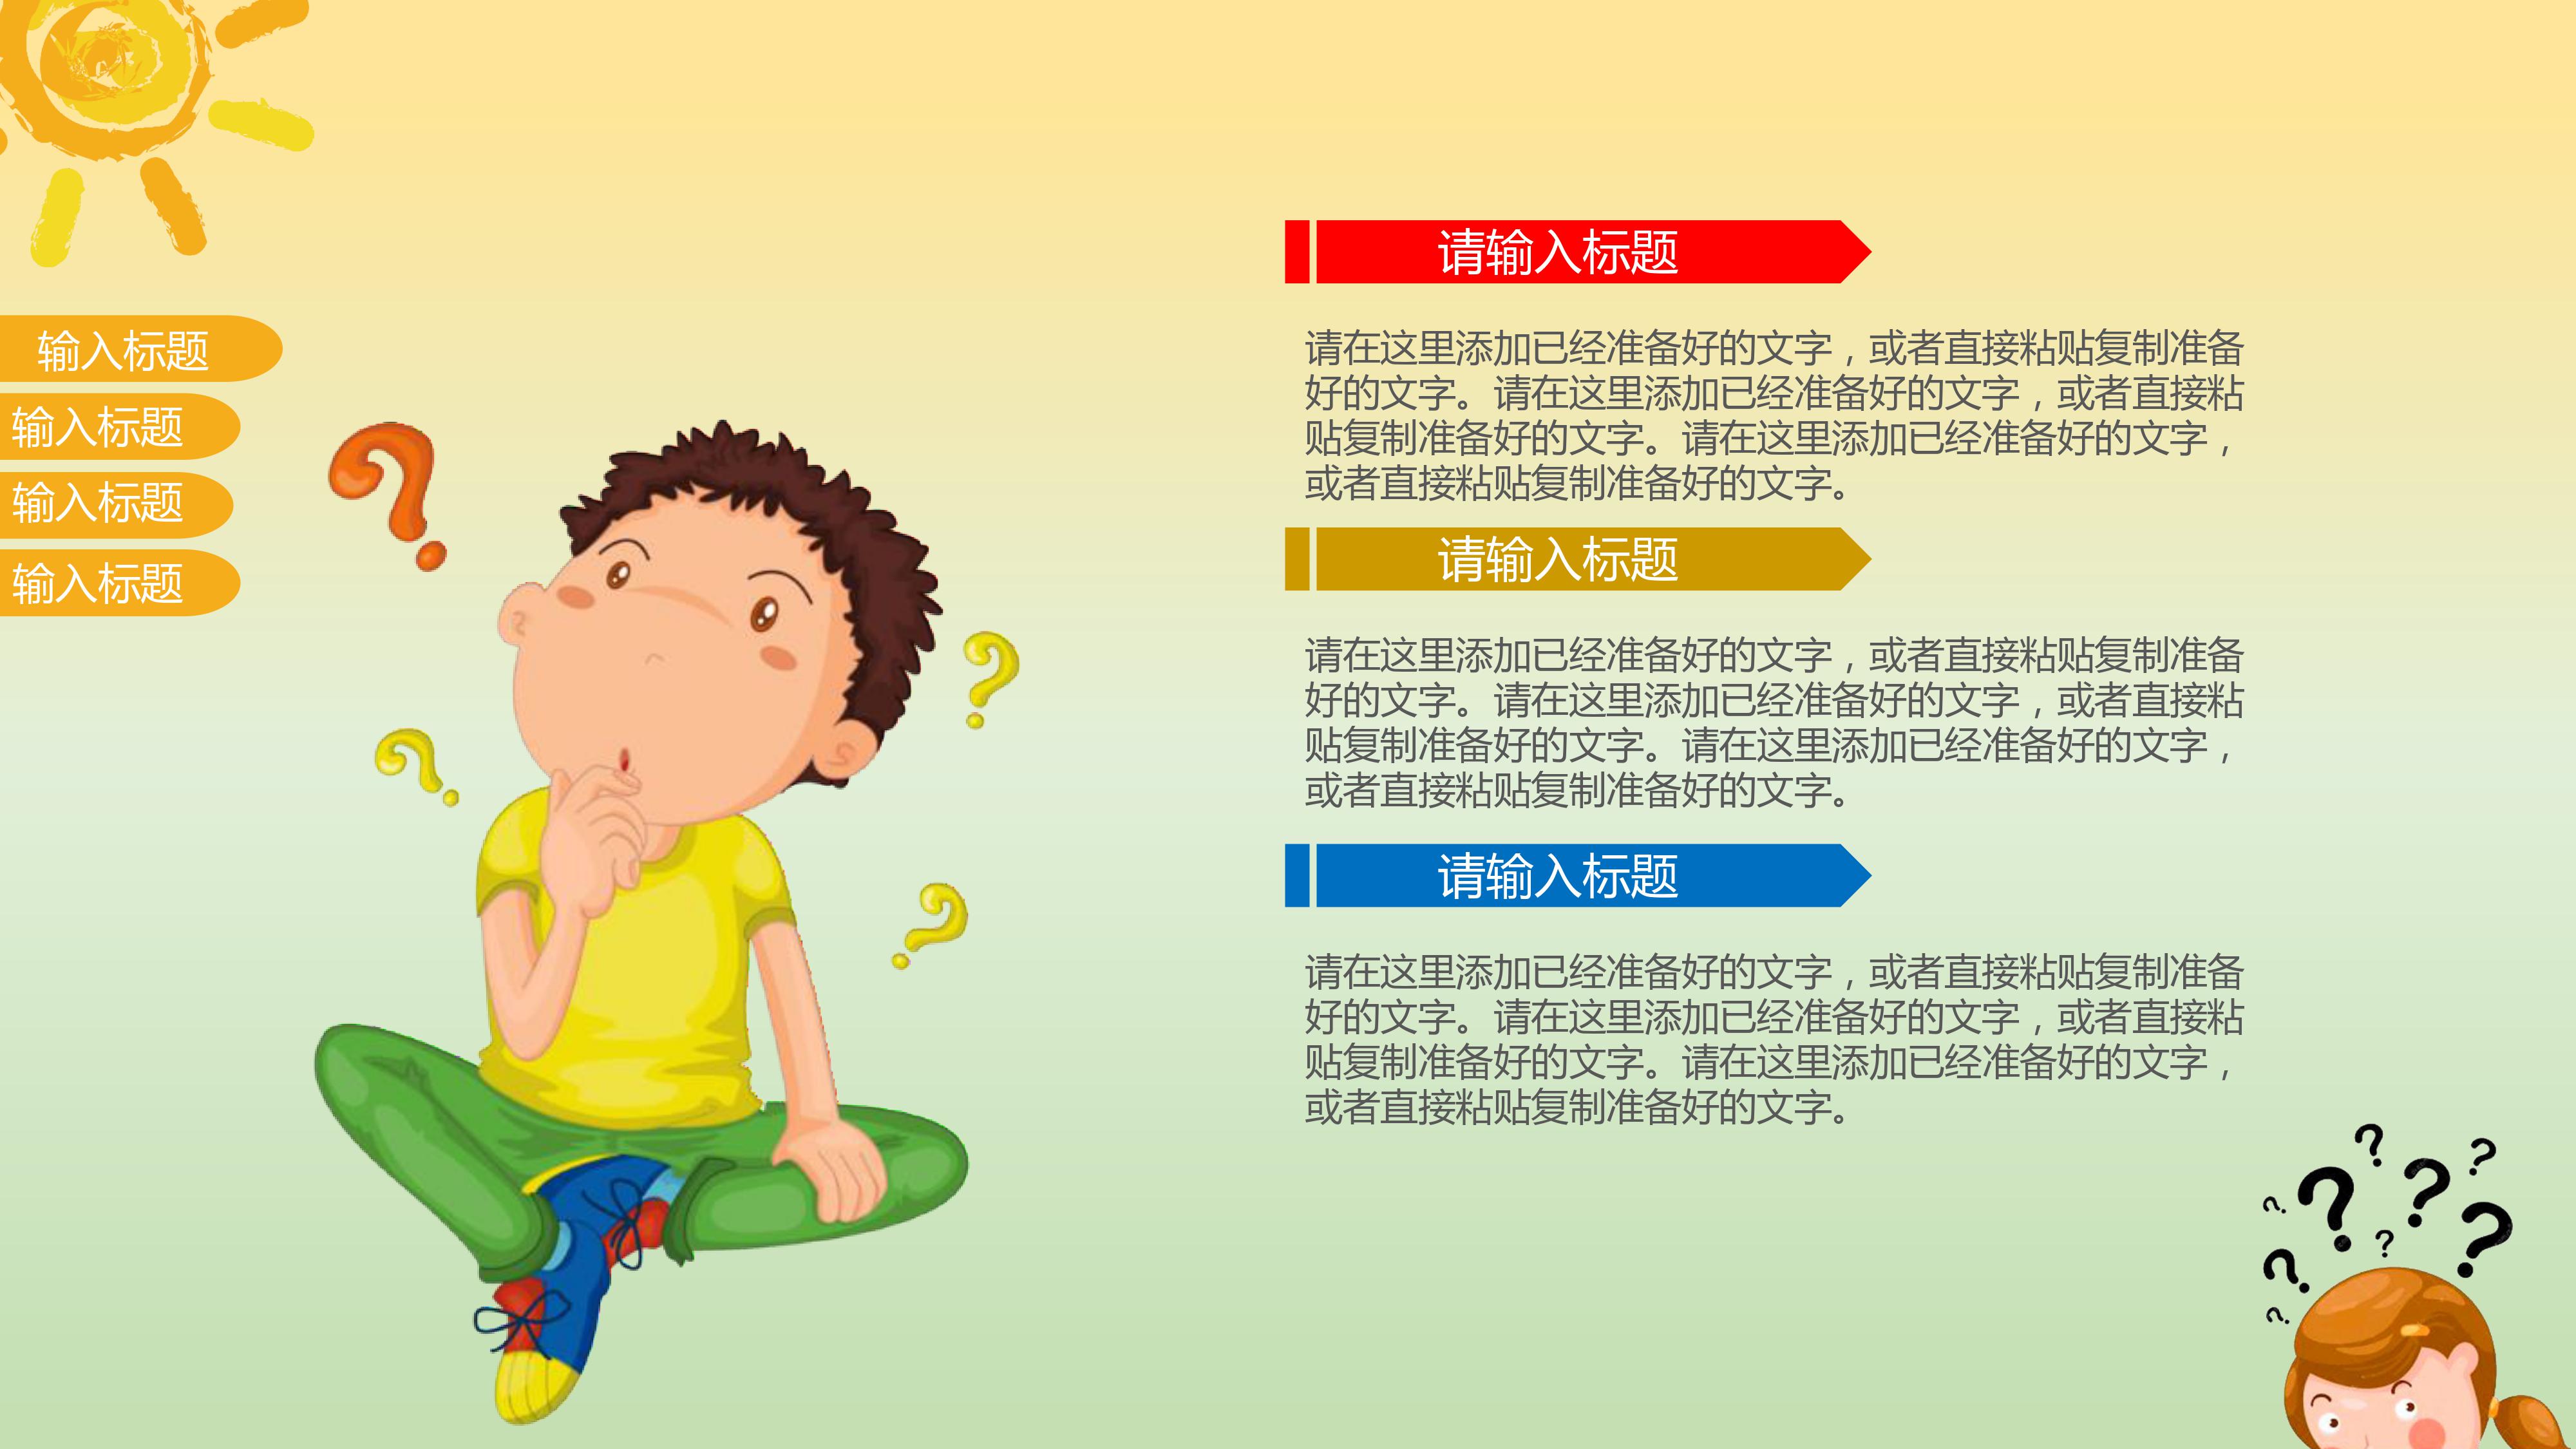 输入标题
输入标题
输入标题
输入标题
请输入标题
请在这里添加已经准备好的文字，或者直接粘贴复制准备
好的文字。请在这里添加已经准备好的文字，或者直接粘
贴复制准备好的文字。请在这里添加已经准备好的文字，
或者直接粘贴复制准备好的文字。
请输入标题
请在这里添加已经准备好的文字，或者直接粘贴复制准备
好的文字。请在这里添加已经准备好的文字，或者直接粘
贴复制准备好的文字。请在这里添加已经准备好的文字，
或者直接粘贴复制准备好的文字。
请输入标题
请在这里添加已经准备好的文字，或者直接粘贴复制准备
好的文字。请在这里添加已经准备好的文字，或者直接粘
贴复制准备好的文字。请在这里添加已经准备好的文字，
或者直接粘贴复制准备好的文字。